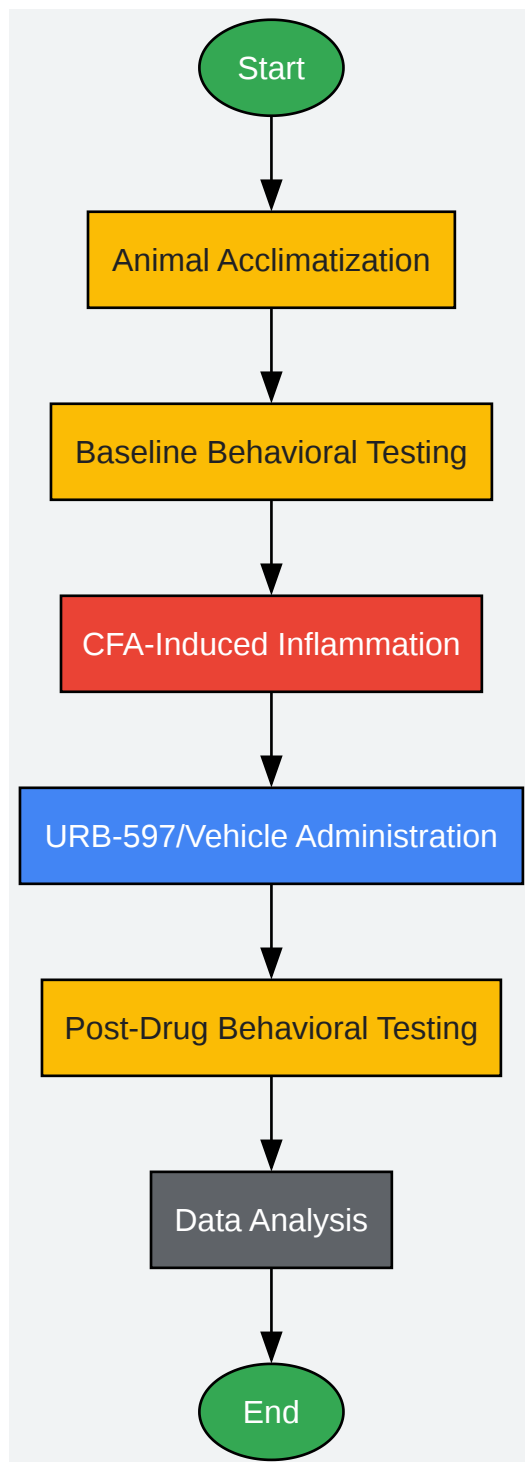 Start
Animal Acclimatization
Baseline Behavioral Testing
CFA-Induced Inflammation
URB-597/Vehicle Administration
Post-Drug Behavioral Testing
Data Analysis
End